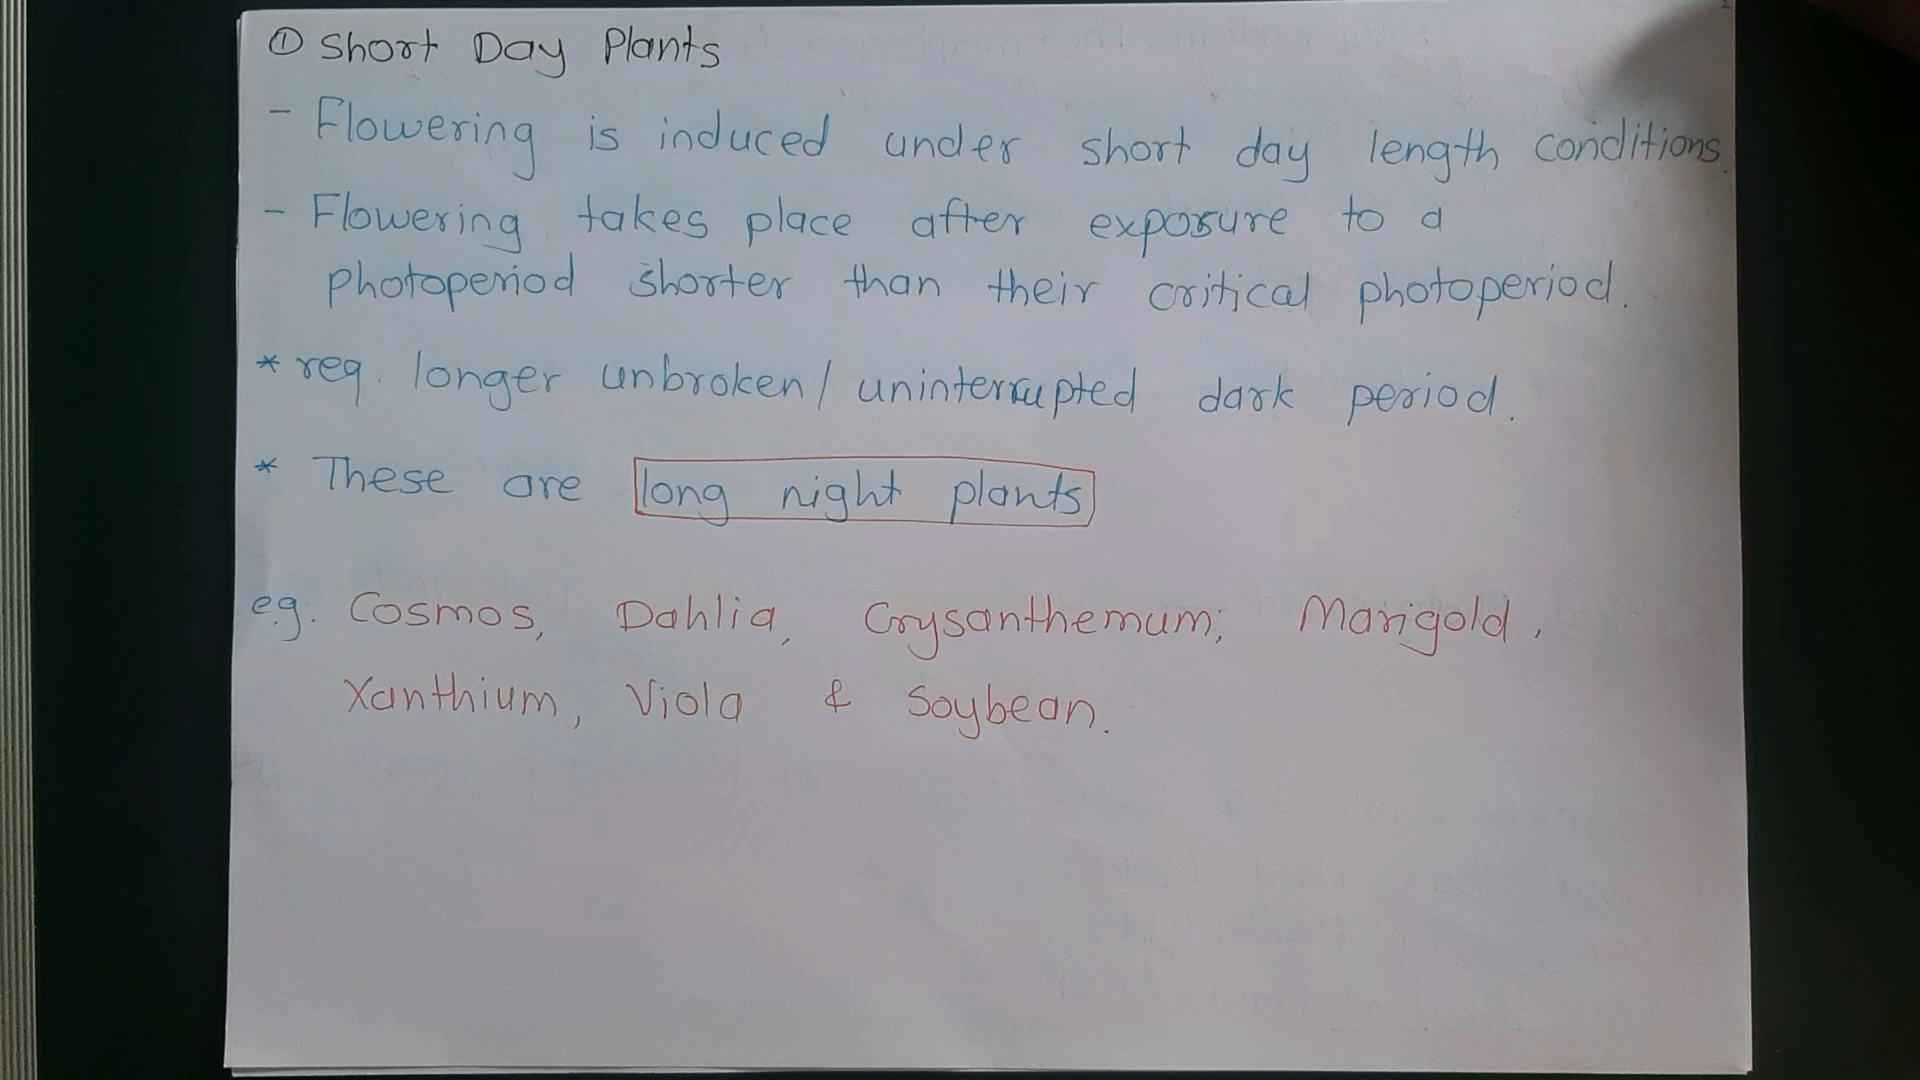 ① Short Day Plants
- Flowering is induced under short day length conditions.
- Flowering takes place after exposure to a
photoperiod shorter than their critical photoperiod.
* req. longer unbroken/uninterrupted dark period.
* These are long night plants
e.g. Cosmos, Dahlia, Crysanthemum, Marigold,
Xanthium, Viola & Soybean.